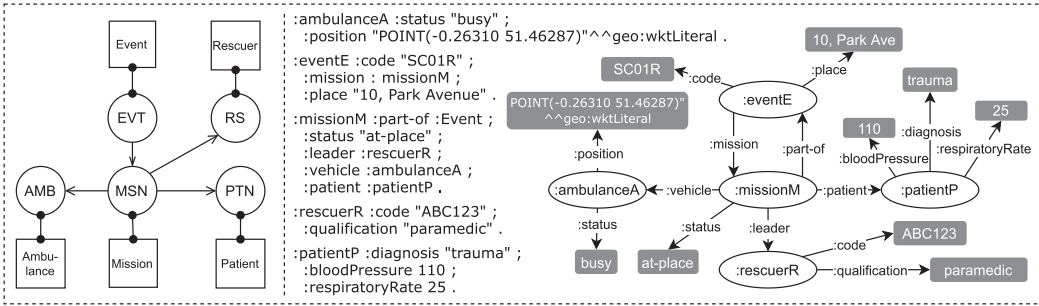 Event
Rescuer
EVT
RS
AMB
MSN
PTN
Ambu-
lance
Mission
Patient
:ambulanceA :status "busy" ;
:position "POINT(-0.26310 51.46287)"^^geo:wktLiteral .
:eventE :code "SC01R" ;
:mission : missionM ;
:place "10, Park Avenue" .
:missionM :part-of :Event ;
:status "at-place" ;
:leader :rescuerR ;
:vehicle :ambulanceA ;
:patient :patientP .
:rescuerR :code "ABC123" ;
:qualification "paramedic" .
:patientP :diagnosis "trauma" ;
:bloodPressure 110 ;
:respiratoryRate 25 .
10, Park Ave
SC01R
:code
:place
:eventE
trauma
POINT(-0.26310 51.46287)"
^^geo:wktLiteral
110
25
:diagnosis
:respiratoryRate
:bloodPressure
:position
:mission
:part-of
:ambulanceA
:vehicle
:missionM
:patient
:patientP
:status
:status
:leader
:code
ABC123
busy
at-place
:rescuerR
:qualification
paramedic